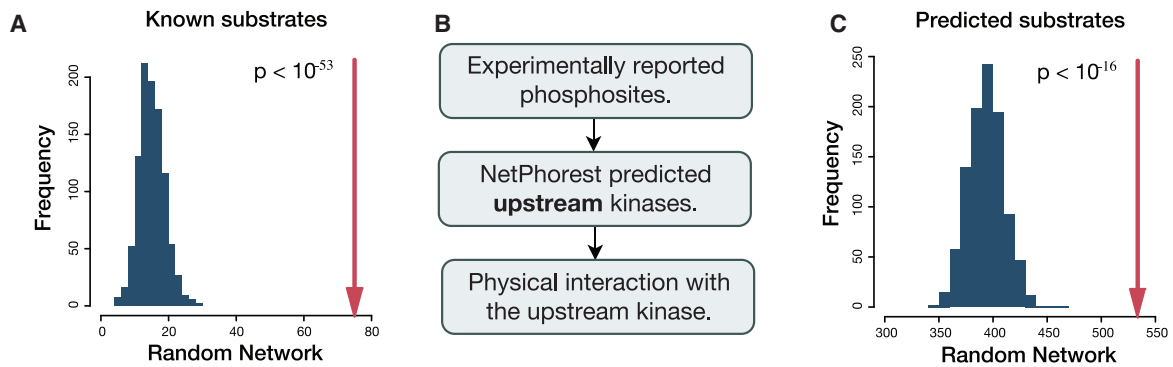 A
Known substrates
p < 10-53
Frequency
0
50
100
150
200
0
20
40
60
80
Random Network
B
Experimentally reported
phosphosites.
NetPhorest predicted
upstream kinases.
Physical interaction with
the upstream kinase.
C
Predicted substrates
p < 10-16
Frequency
0
50
100
150
200
250
300
350
400
450
500
550
Random Network